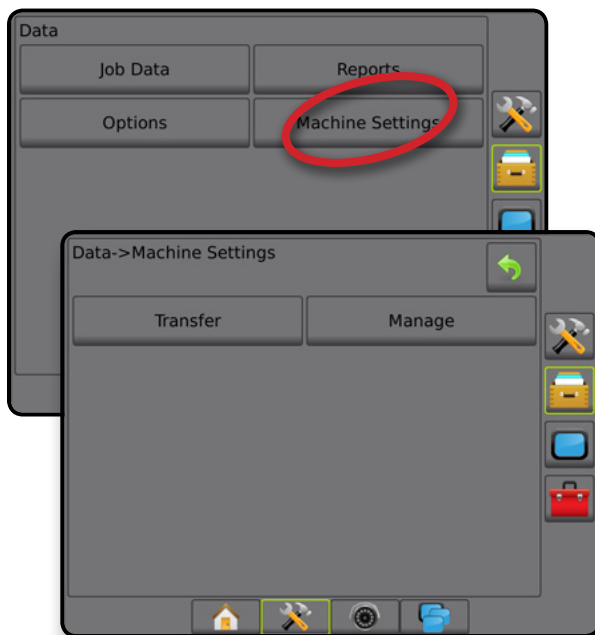 Data
Job Data Reports
Options Machine Settings
Data->Machine Settings
Transfer Manage